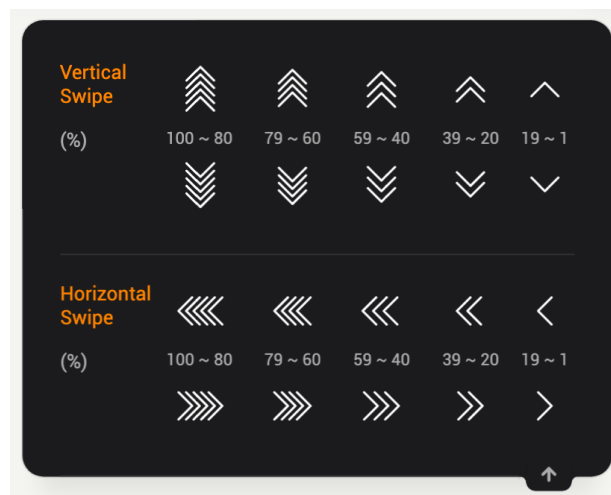 Vertical
Swipe
(%)
100 ~ 80
79 ~ 60
59 ~ 40
39 ~ 20
19 ~ 1
Horizontal
Swipe
(%)
100 ~ 80
79 ~ 60
59 ~ 40
39 ~ 20
19 ~ 1